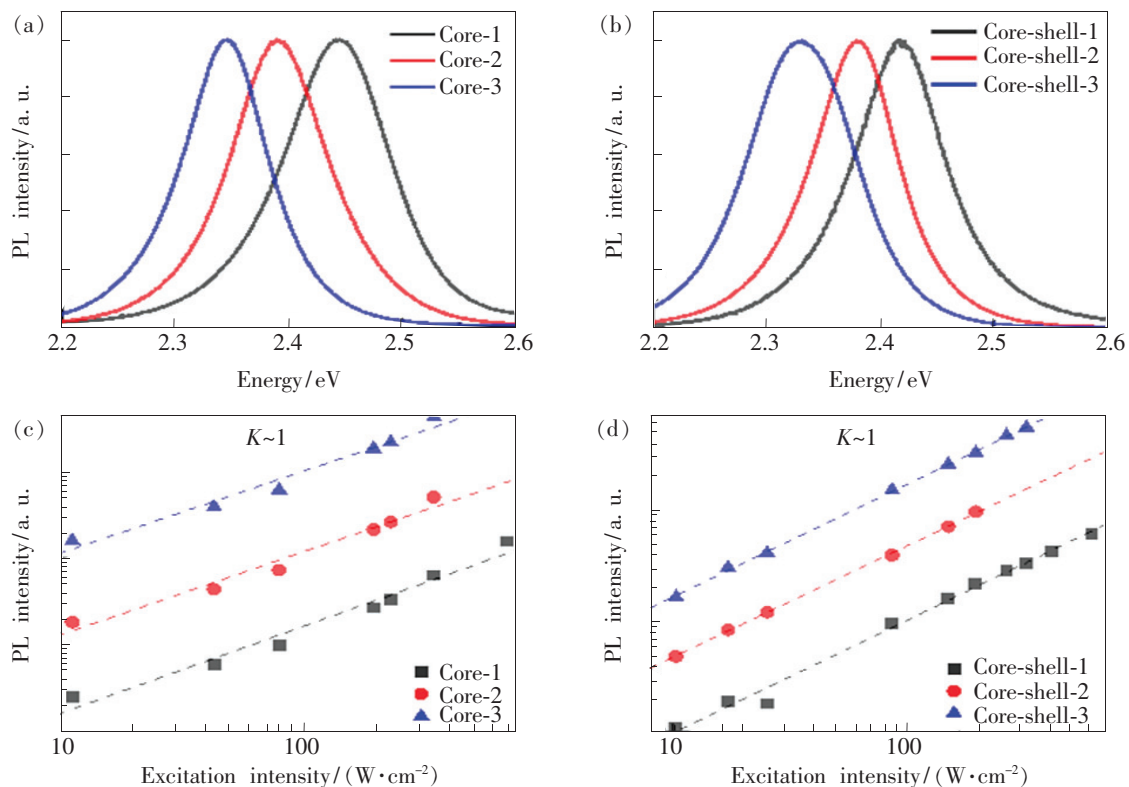 (a)
Core-1
Core-2
Core-3
PL intensity/a. u.
2.2 2.3 2.4 2.5 2.6
Energy/eV
(b)
Core-shell-1
Core-shell-2
Core-shell-3
PL intensity/a. u.
2.2 2.3 2.4 2.5 2.6
Energy/eV
(c)
K~1
PL intensity/a. u.
Core-1
Core-2
Core-3
10 100
Excitation intensity/(W·cm⁻²)
(d)
K~1
PL intensity/a. u.
Core-shell-1
Core-shell-2
Core-shell-3
10 100
Excitation intensity/(W·cm⁻²)